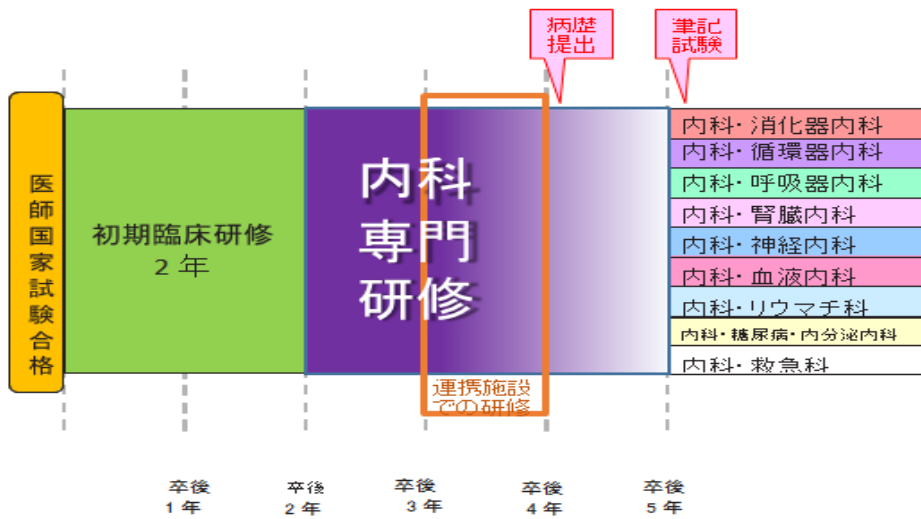 病歴
提出
筆記
試験
医師国家試験合格
初期臨床研修
2 年
内科
専門
研修
連携施設
での研修
内科・消化器内科
内科・循環器内科
内科・呼吸器内科
内科・腎臓内科
内科・神経内科
内科・血液内科
内科・リウマチ科
内科・糖尿病・内分泌内科
内科・救急科
卒後
1 年
卒後
2 年
卒後
3 年
卒後
4 年
卒後
5 年